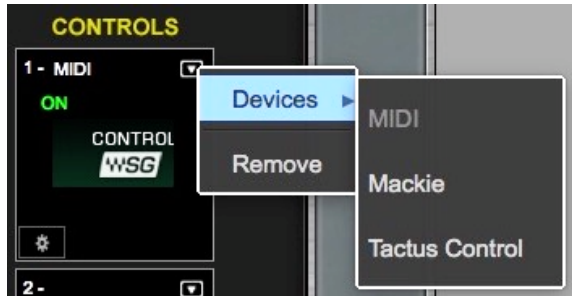 CONTROLS
1 - MIDI
ON
CONTROL
WSG
2 -
Devices
Remove
MIDI
Mackie
Tactus Control